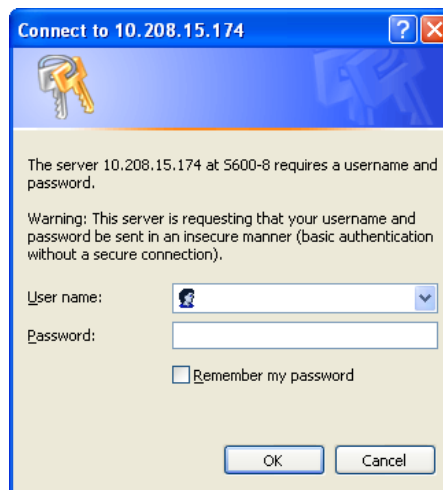 Connect to 10.208.15.174
The server 10.208.15.174 at S600-8 requires a username and
password.
Warning: This server is requesting that your username and
password be sent in an insecure manner (basic authentication
without a secure connection).
User name:
Password:
Remember my password
OK
Cancel